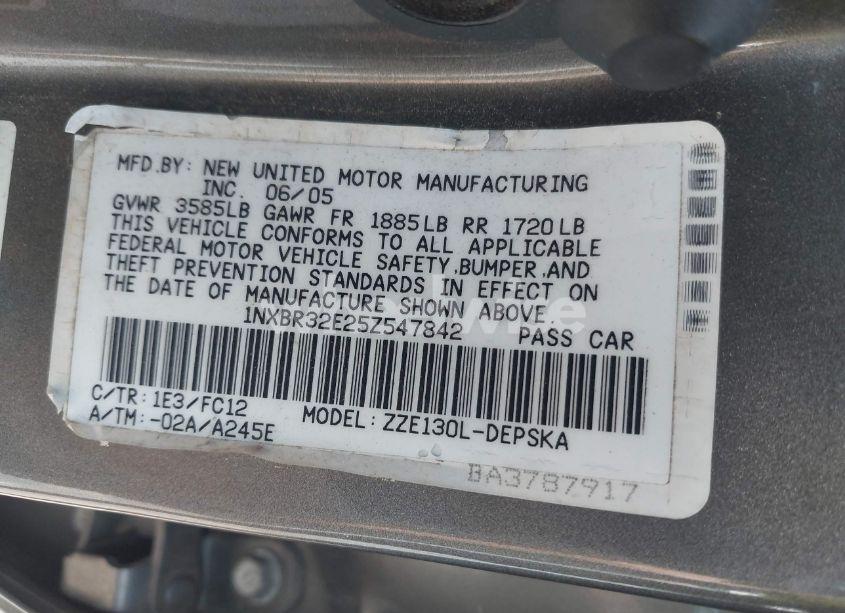 MFD.BY: NEW UNITED MOTOR MANUFACTURING
INC. 06/05
GVWR 3585LB GAWR FR 1885LB RR 1720LB
THIS VEHICLE CONFORMS TO ALL APPLICABLE
FEDERAL MOTOR VEHICLE SAFETY,BUMPER,AND
THEFT PREVENTION STANDARDS IN EFFECT ON
THE DATE OF MANUFACTURE SHOWN ABOVE.
1NXBR32E25Z547842 PASS CAR
C/TR: 1E3/FC12
A/TM: -02A/A245E
MODEL: ZZE130L-DEPSKA
BA3787917